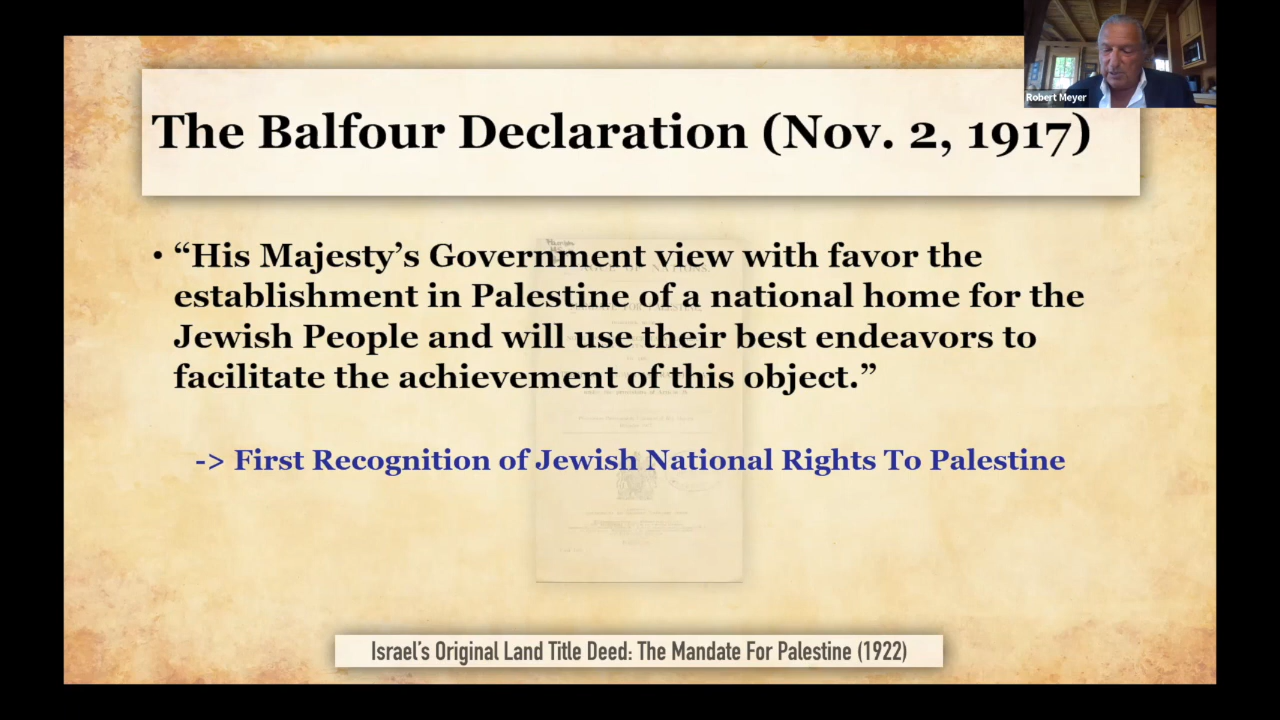 Robert Meyer
The Balfour Declaration (Nov. 2, 1917)
• “His Majesty’s Government view with favor the
establishment in Palestine of a national home for the
Jewish People and will use their best endeavors to
facilitate the achievement of this object.”
-> First Recognition of Jewish National Rights To Palestine
Israel’s Original Land Title Deed: The Mandate For Palestine (1922)